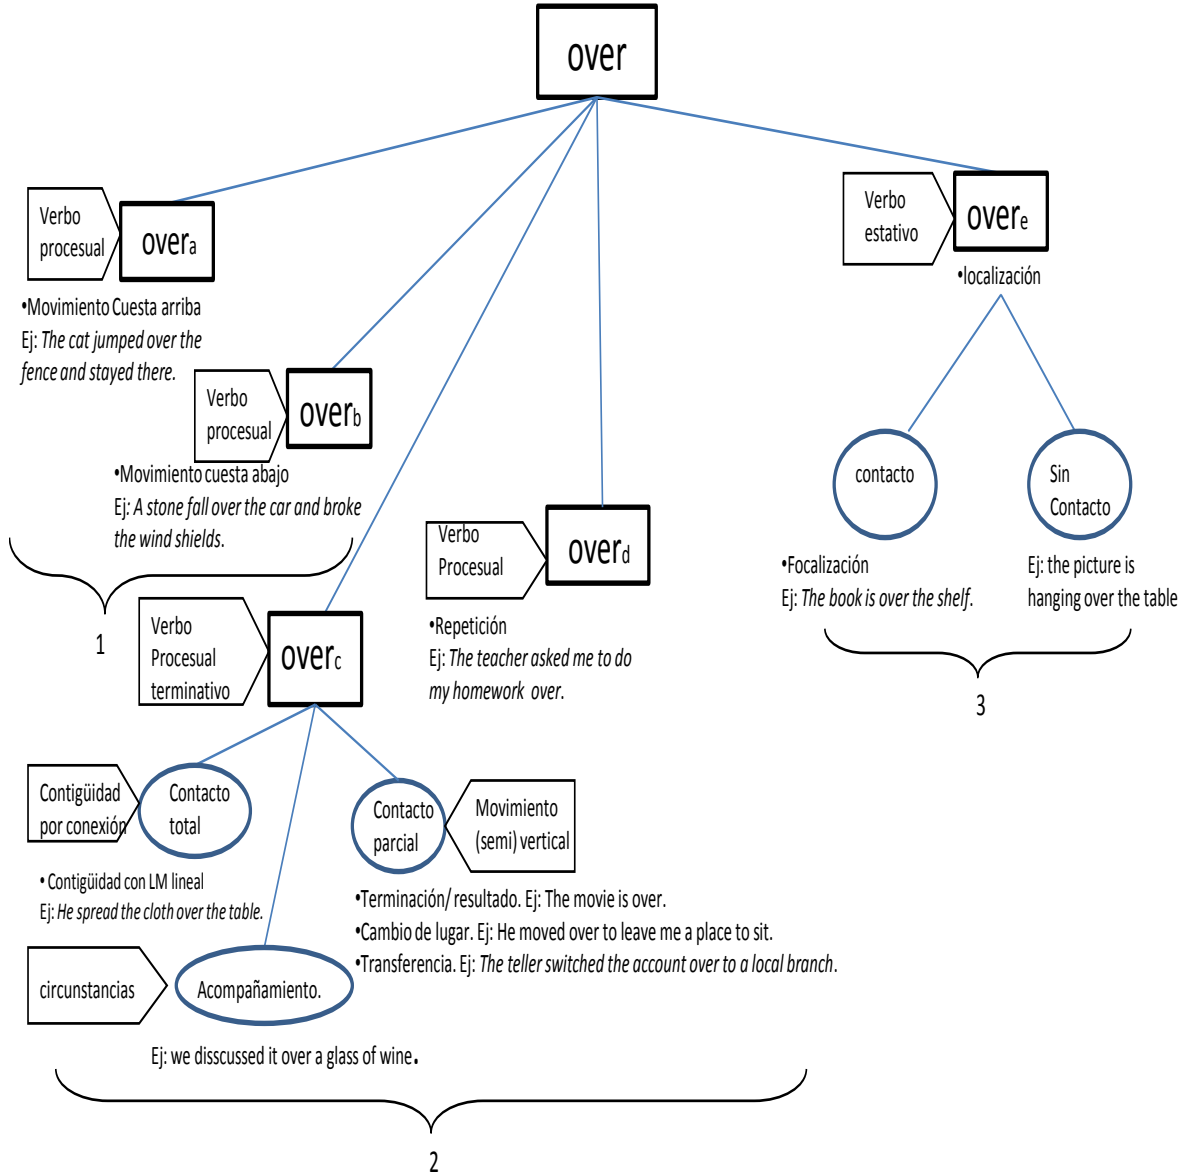 over
Verbo
procesual
overa
•Movimiento Cuesta arriba
Ej: The cat jumped over the
fence and stayed there.
Verbo
procesual
overb
•Movimiento cuesta abajo
Ej: A stone fall over the car and broke
the wind shields.
1
Verbo
Procesual
terminativo
overc
Verbo
Procesual
overd
•Repetición
Ej: The teacher asked me to do
my homework over.
Verbo
estativo
overe
•localización
contacto
•Focalización
Ej: The book is over the shelf.
Sin
Contacto
Ej: the picture is
hanging over the table
3
Contigüidad
por conexión
Contacto
total
• Contigüidad con LM lineal
Ej: He spread the cloth over the table.
Contacto
parcial
Movimiento
(semi) vertical
•Terminación/ resultado. Ej: The movie is over.
•Cambio de lugar. Ej: He moved over to leave me a place to sit.
•Transferencia. Ej: The teller switched the account over to a local branch.
circunstancias
Acompañamiento.
Ej: we disscussed it over a glass of wine.
2